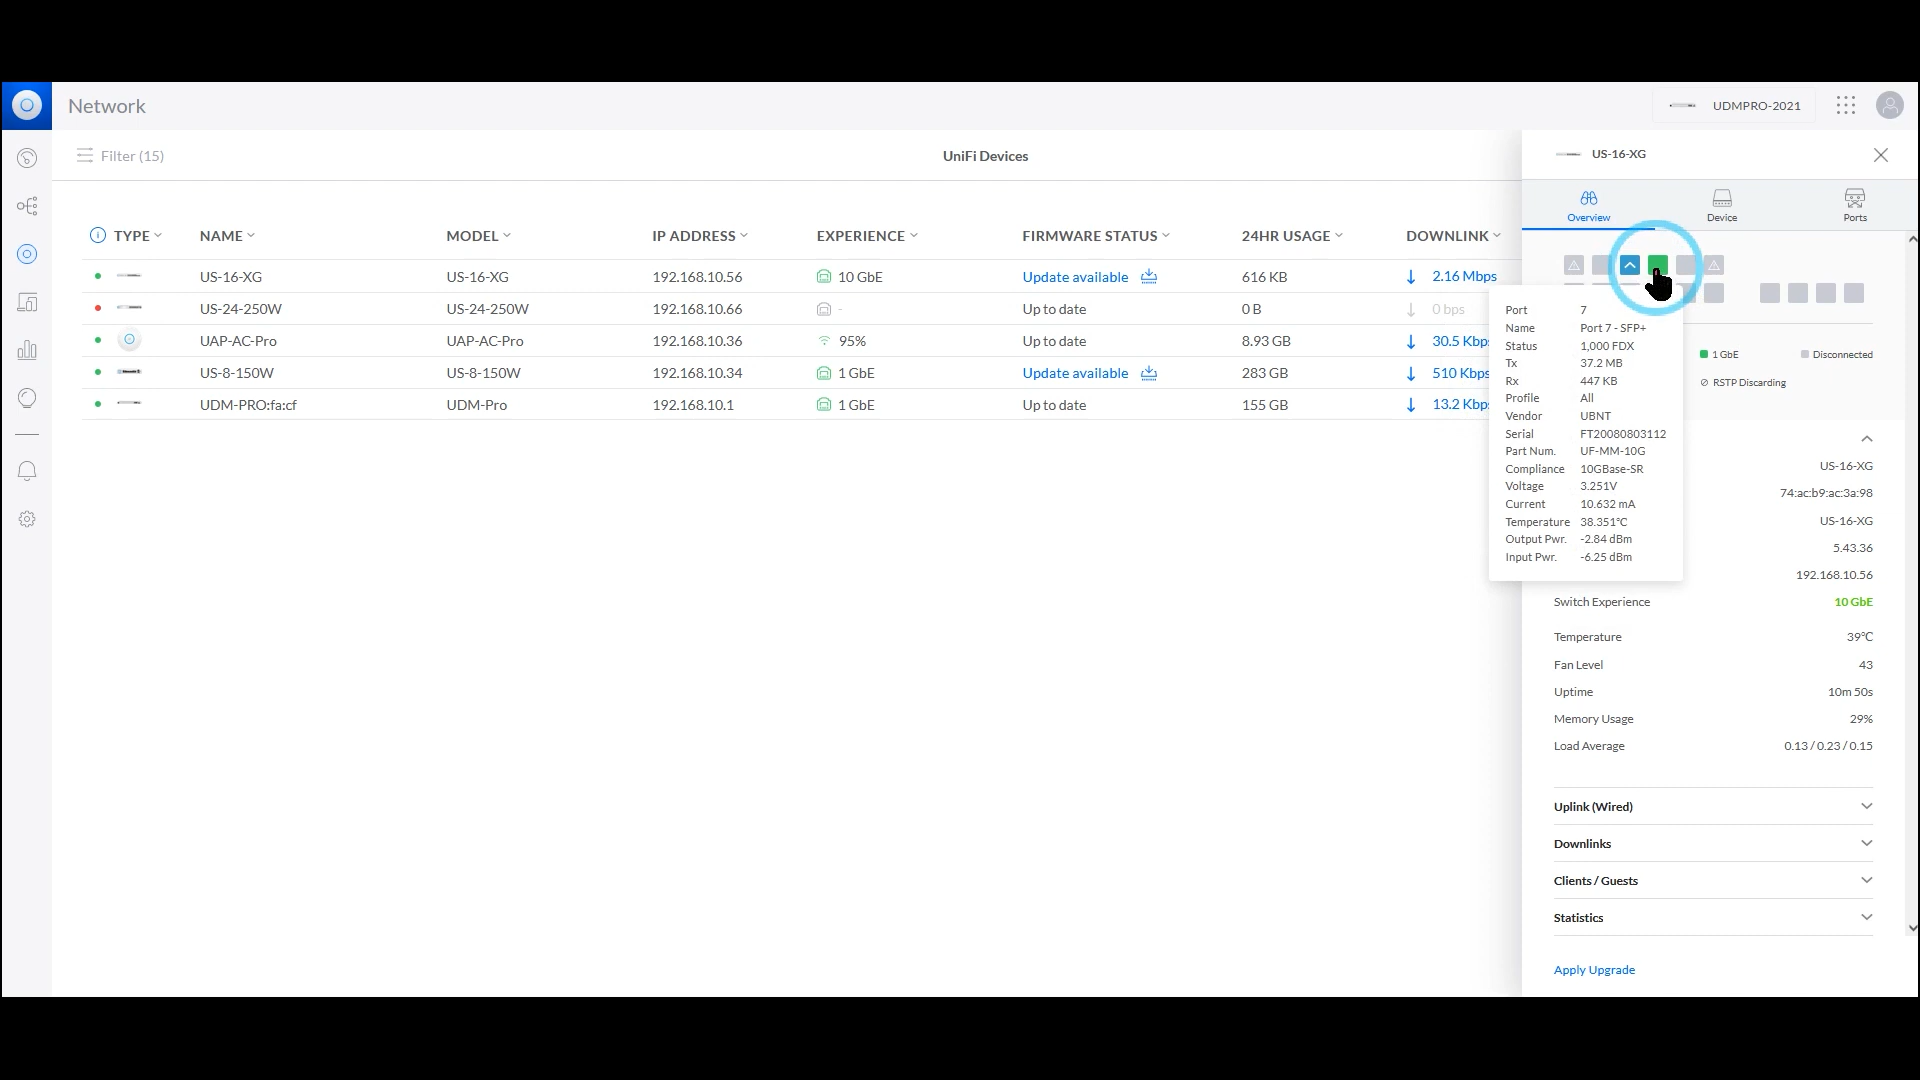 Network
UDMPRO-2021
Filter (15)
UniFi Devices
US-16-XG
Overview
Device
Ports
TYPE NAME MODEL IP ADDRESS EXPERIENCE FIRMWARE STATUS 24HR USAGE DOWNLINK
US-16-XG US-16-XG 192.168.10.56 10 GbE Update available 616 KB 2.16 Mbps
US-24-250W US-24-250W 192.168.10.66 - Up to date 0 B 0 bps
UAP-AC-Pro UAP-AC-Pro 192.168.10.36 95% Up to date 8.93 GB 30.5 Kbps
US-8-150W US-8-150W 192.168.10.34 1 GbE Update available 283 GB 510 Kbps
UDM-PRO:fa:cf UDM-Pro 192.168.10.1 1 GbE Up to date 155 GB 13.2 Kbps
Port 7
Name Port 7 - SFP+
Status 1,000 FDX
Tx 37.2 MB
Rx 447 KB
Profile All
Vendor UBNT
Serial FT20080803112
Part Num. UF-MM-10G
Compliance 10GBase-SR
Voltage 3.251V
Current 10.632 mA
Temperature 38.351°C
Output Pwr. -2.84 dBm
Input Pwr. -6.25 dBm
1 GbE
Disconnected
RSTP Discarding
US-16-XG
74:ac:b9:ac:3a:98
US-16-XG
5.43.36
192.168.10.56
Switch Experience 10 GbE
Temperature 39°C
Fan Level 43
Uptime 10m 50s
Memory Usage 29%
Load Average 0.13 / 0.23 / 0.15
Uplink (Wired)
Downlinks
Clients / Guests
Statistics
Apply Upgrade